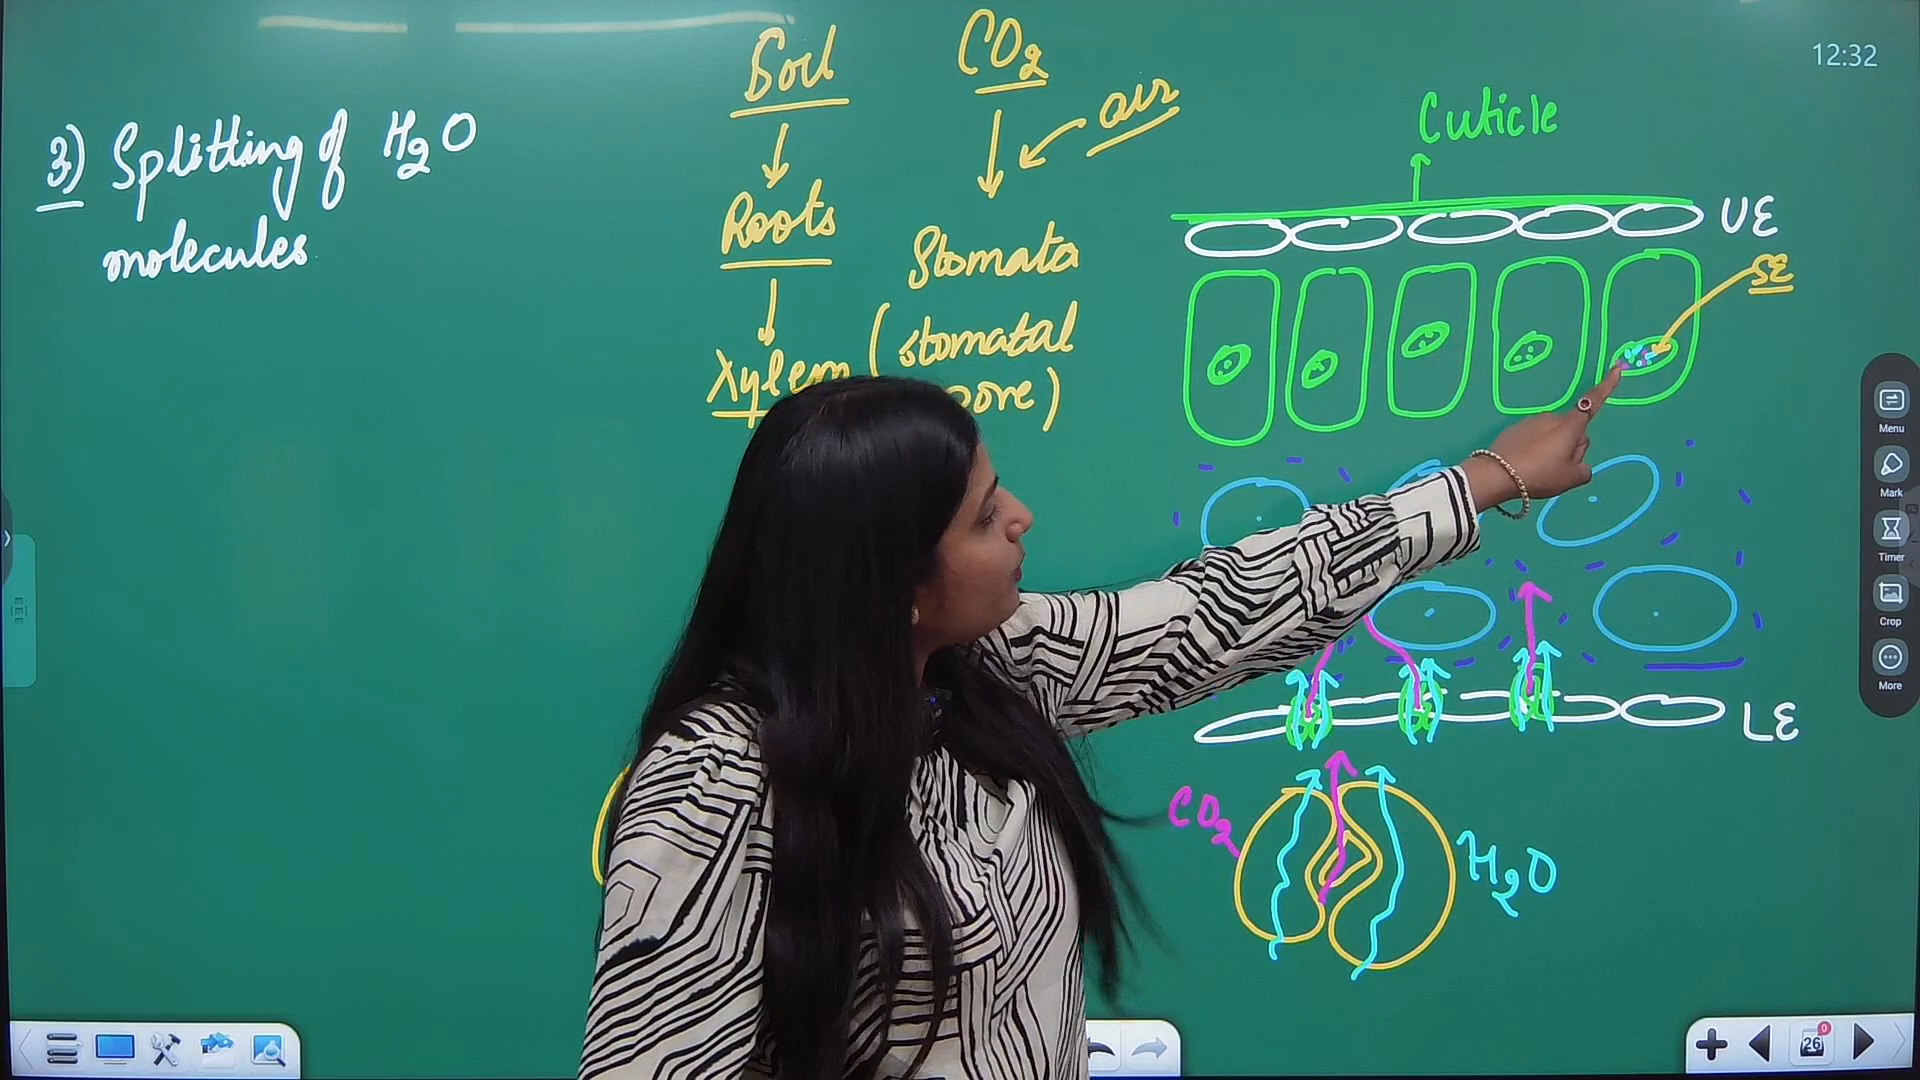 12:32
3) Splitting of H2O
molecules
Soil
Roots
Xylem
CO2
air
Stomata
(stomatal
pore)
Cuticle
UE
SE
LE
CO2
H2O
Menu
Mark
Timer
Crop
More
26
0